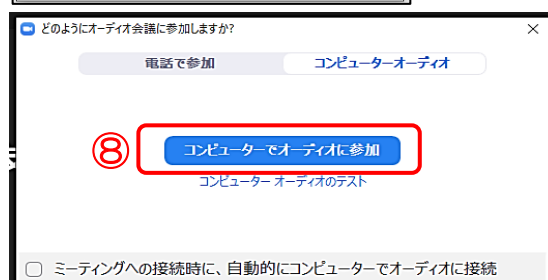 どのようにオーディオ会議に参加しますか?
電話で参加 コンピューターオーディオ
⑧ コンピューターでオーディオに参加
コンピューター オーディオのテスト
ミーティングへの接続時に、自動的にコンピューターでオーディオに接続